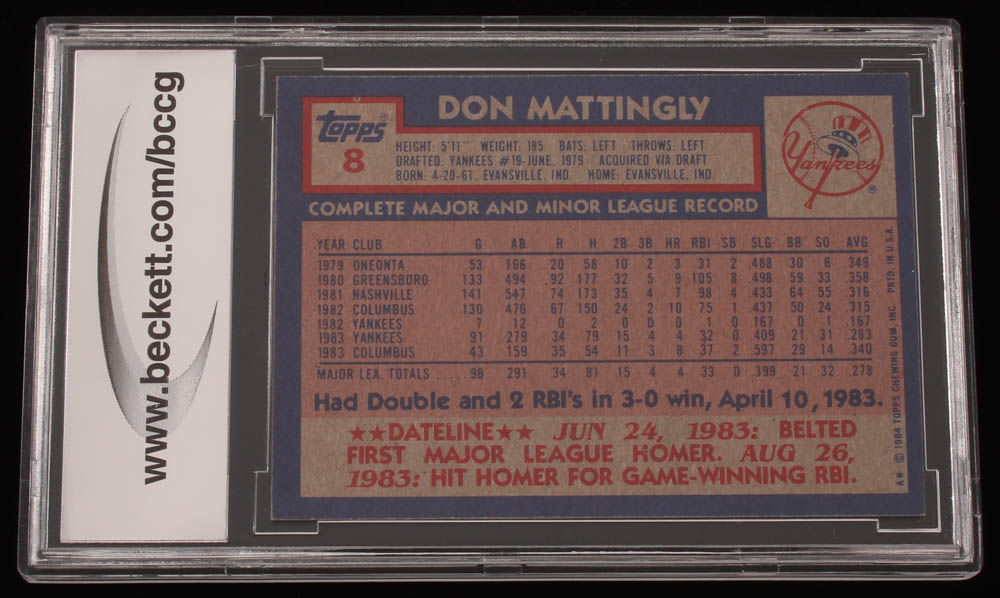 www.beckett.com/bccg
Topps®
8
DON MATTINGLY
HEIGHT: 5'11" WEIGHT: 185 BATS: LEFT THROWS: LEFT
DRAFTED: YANKEES #19-JUNE, 1979 ACQUIRED VIA DRAFT
BORN: 4-20-61, EVANSVILLE, IND. HOME: EVANSVILLE, IND.
Yankees®
COMPLETE MAJOR AND MINOR LEAGUE RECORD
YEAR CLUB G AB R H 2B 3B HR RBI SB SLG BB SO AVG
1979 ONEONTA 53 166 20 58 10 2 3 31 2 .488 30 6 .349
1980 GREENSBORO 133 494 .92 177 32 5 9 105 8 .498 59 33 .358
1981 NASHVILLE 141 547 74 173 35 4 7 98 4 .433 64 55 .316
1982 COLUMBUS 130 476 67 150 24 2 10 75 1 .437 50 24 .315
1982 YANKEES 7 12 0 2 0 0 0 1 0 .167 0 1 .167
1983 YANKEES 91 279 34 79 15 4 4 32 0 .409 21 31 .283
1983 COLUMBUS 43 159 35 54 11 3 8 37 2 .597 29 14 .340
MAJOR LEA. TOTALS ..... 98 291 34 81 15 4 4 33 0 .399 21 32 .278
Had Double and 2 RBI's in 3-0 win, April 10, 1983.
★★DATELINE★★ JUN 24, 1983: BELTED
FIRST MAJOR LEAGUE HOMER. AUG 26,
1983: HIT HOMER FOR GAME-WINNING RBI.
A* © 1984 TOPPS CHEWING GUM, INC. PRTD. IN U.S.A.